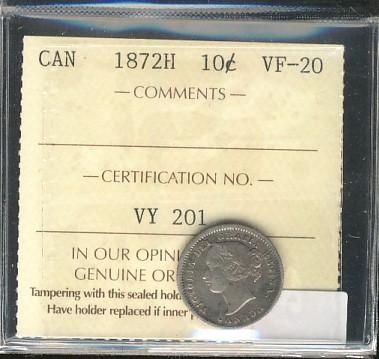 CAN 1872H 10¢ VF-20
— COMMENTS —
— CERTIFICATION NO. —
VY 201
IN OUR OPINI
GENUINE OR
Tampering with this sealed hold
Have holder replaced if inner
CANADA